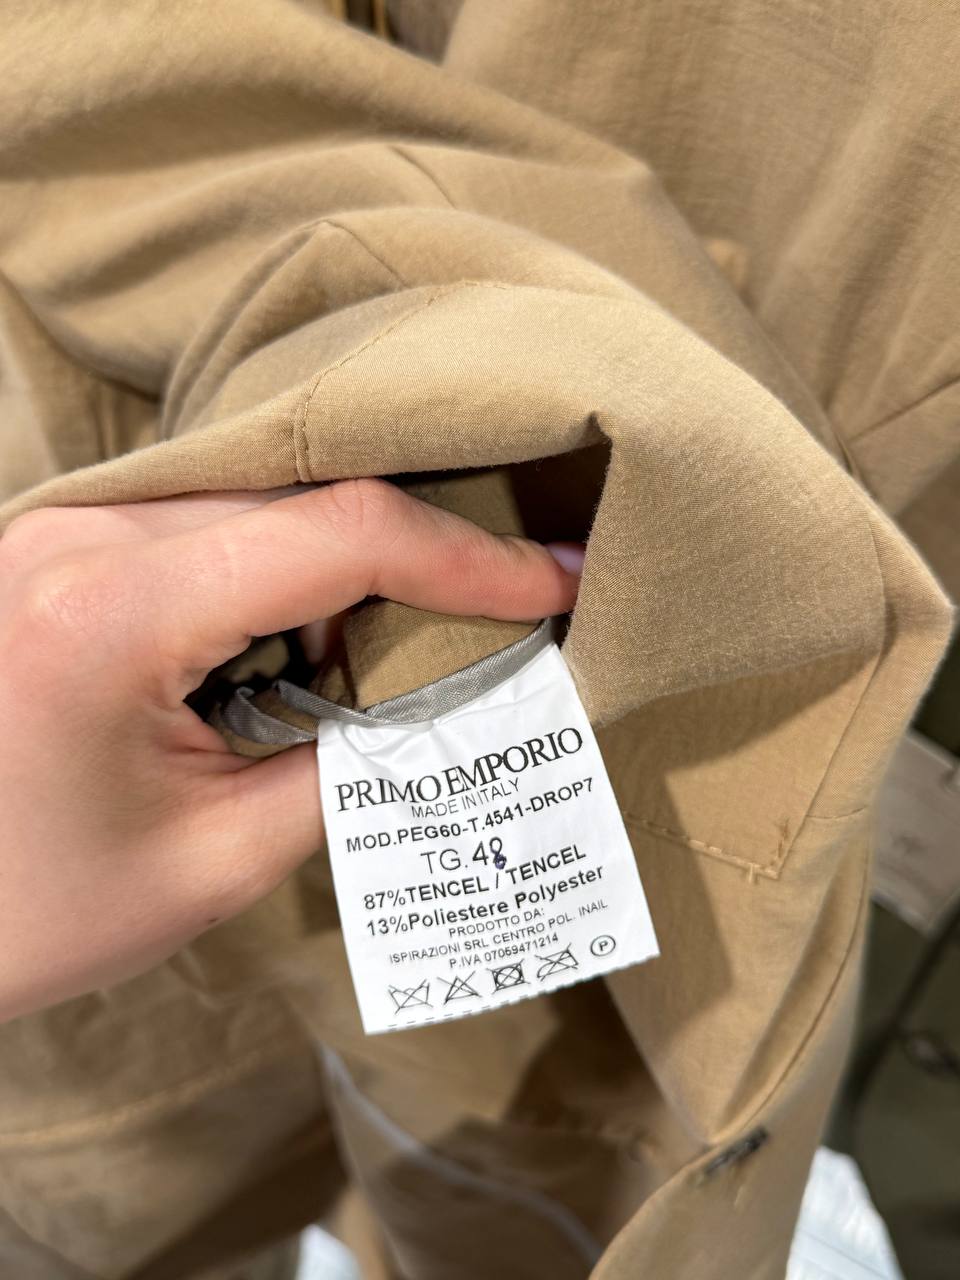 PRIMO EMPORIO
MADE IN ITALY
MOD.PEG60-T.4541-DROP7
TG.48
87%TENCEL / TENCEL
13%Poliestere Polyester
PRODOTTO DA:
ISPIRAZIONI SRL CENTRO POL. INAIL
P.IVA 07059471214
P